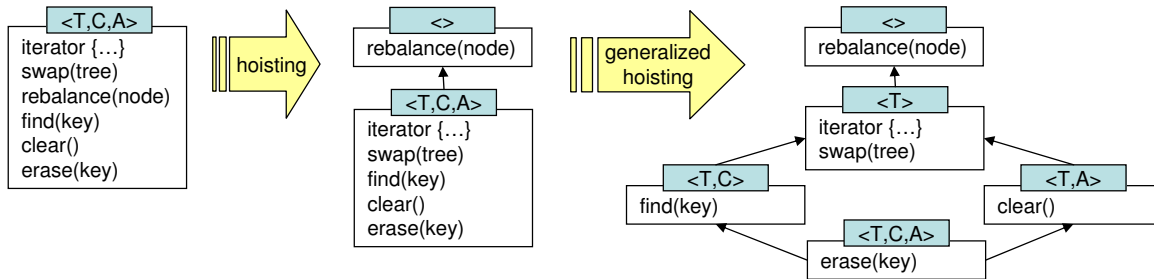 <T,C,A>
iterator {…}
swap(tree)
rebalance(node)
find(key)
clear()
erase(key)
hoisting
<>
rebalance(node)
<T,C,A>
iterator {…}
swap(tree)
find(key)
clear()
erase(key)
generalized
hoisting
<>
rebalance(node)
<T>
iterator {…}
swap(tree)
<T,C>
find(key)
<T,A>
clear()
<T,C,A>
erase(key)